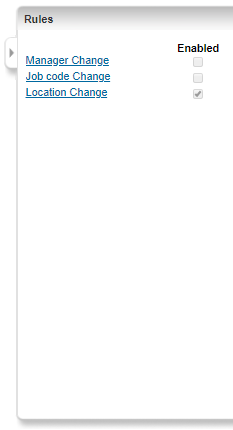 Rules
Enabled
Manager Change
Job code Change
Location Change